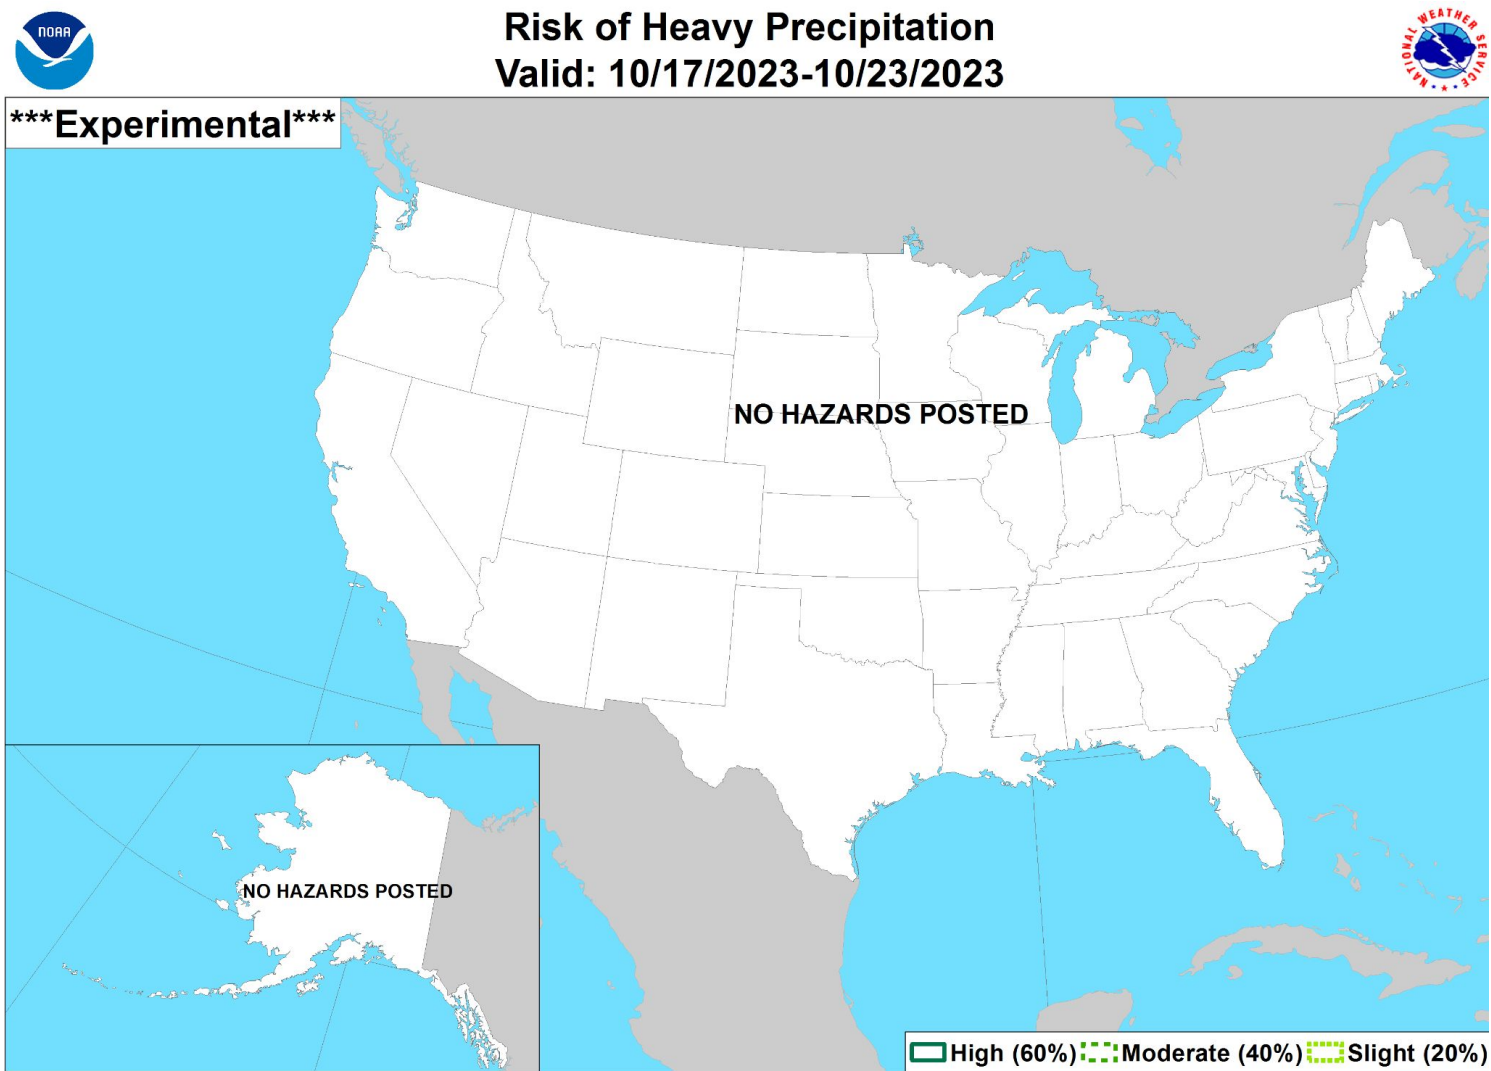 NOAA
Risk of Heavy Precipitation
Valid: 10/17/2023-10/23/2023
NATIONAL WEATHER SERVICE
***Experimental***
NO HAZARDS POSTED
NO HAZARDS POSTED
High (60%) Moderate (40%) Slight (20%)